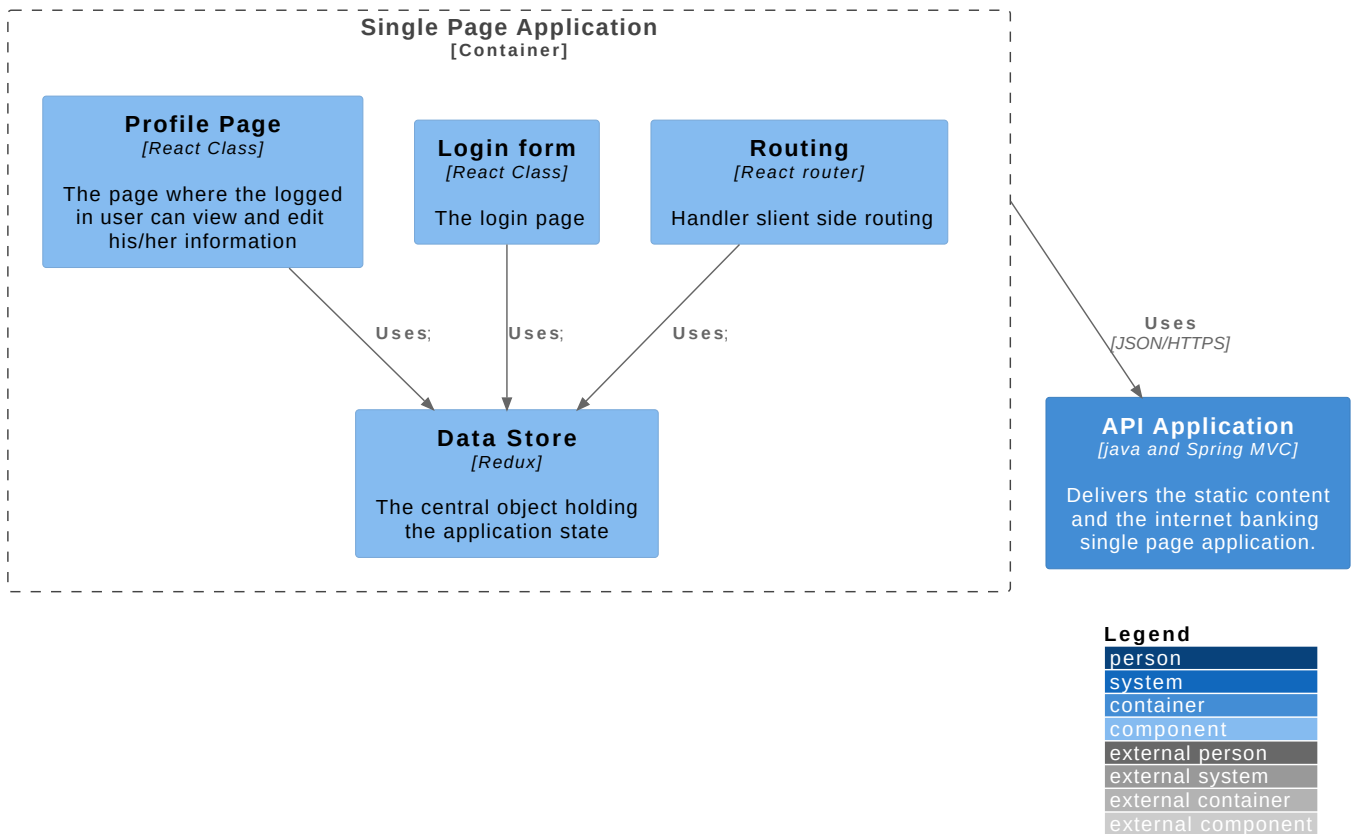 Single Page Application
[Container]
Profile Page
[React Class]
The page where the logged
in user can view and edit
his/her information
Login form
[React Class]
The login page
Routing
[React router]
Handler slient side routing
Uses;
Uses;
Uses;
Uses
[JSON/HTTPS]
Data Store
[Redux]
The central object holding
the application state
API Application
[java and Spring MVC]
Delivers the static content
and the internet banking
single page application.
Legend
person
system
container
component
external person
external system
external container
external component